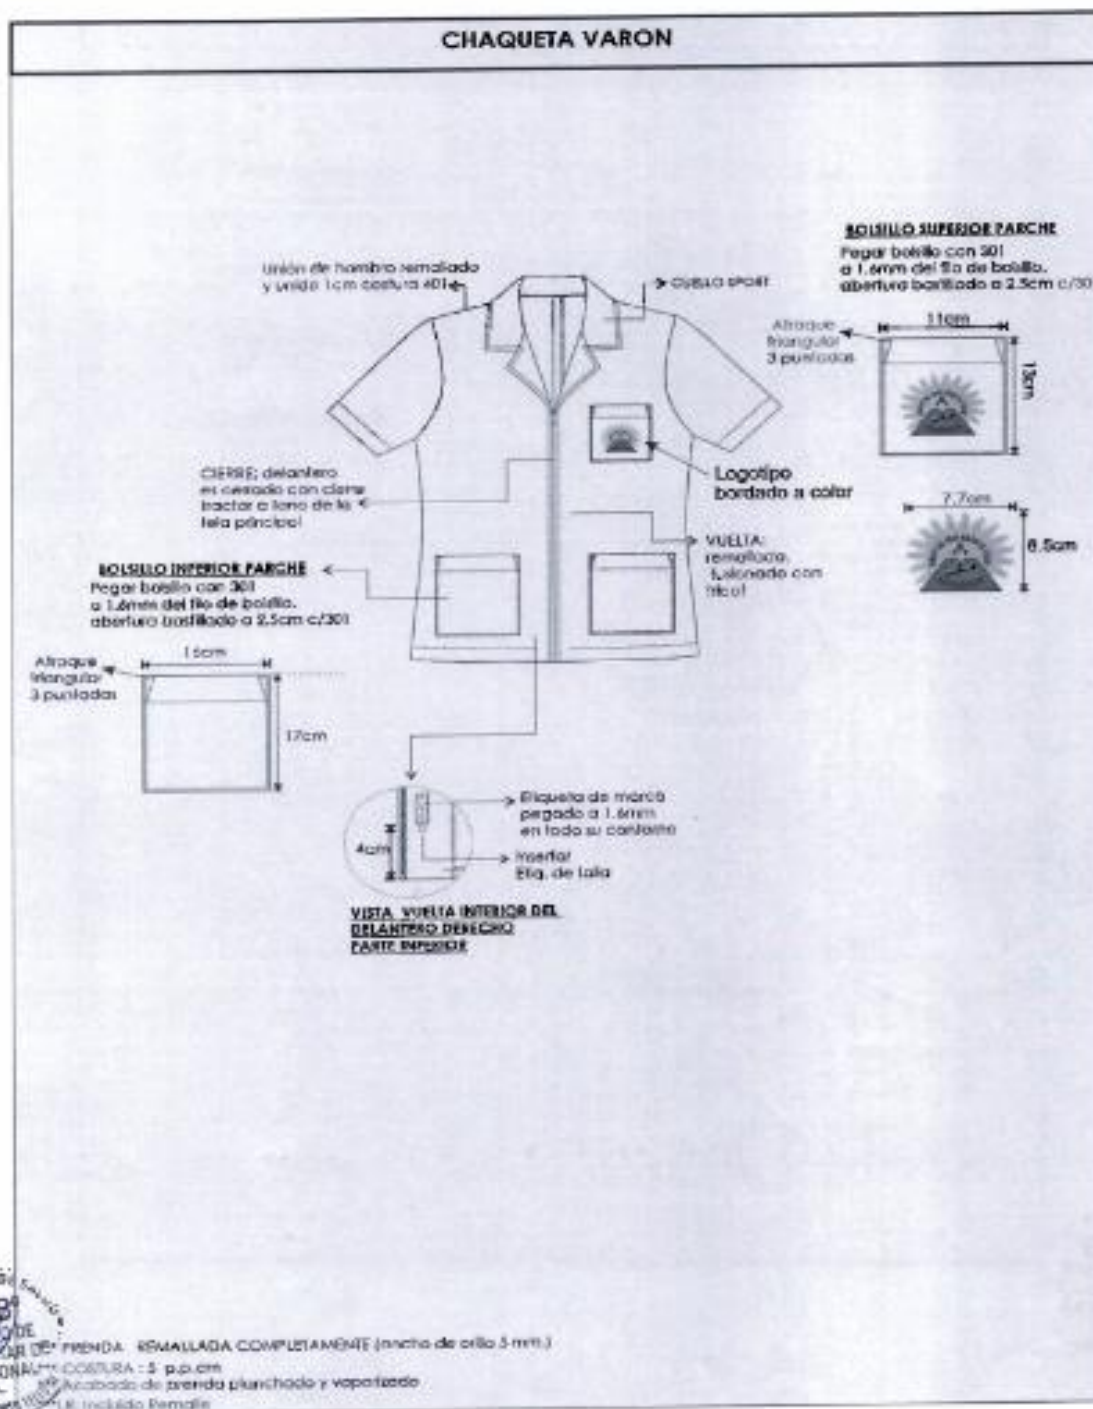 CHAQUETA VARON
BOLSILLO SUPERIOR PARCHE
Pegar bolsillo con 301
a 1.6mm del filo de bolsillo.
abertura bastillado a 2.5cm c/30
Unión de hombro remallado
y unido 1cm costura 401
CUELLO SPORT
Atraque
triangular
3 puntadas
11cm
13cm
CIERRE: delantero
es cerrado con cierre
tractor a tono de la
tela principal
Logotipo
bordado a color
7.7cm
6.5cm
VUELTA:
remallada,
fusionado con
tricot
BOLSILLO INFERIOR PARCHE
Pegar bolsillo con 301
a 1.6mm del filo de bolsillo.
abertura bastillado a 2.5cm c/301
Atraque
triangular
3 puntadas
16cm
17cm
Etiqueta de marca
pegado a 1.6mm
en todo su contorno
4cm
Insertar
Etiq. de talla
VISTA VUELTA INTERIOR DEL
DELANTERO DERECHO
PARTE INFERIOR
PRENDA REMALLADA COMPLETAMENTE (ancho de orillo 5 mm.)
COSTURA : 5 p.p.cm
Acabado de prenda planchado y vaporizado
Incluido Remalle